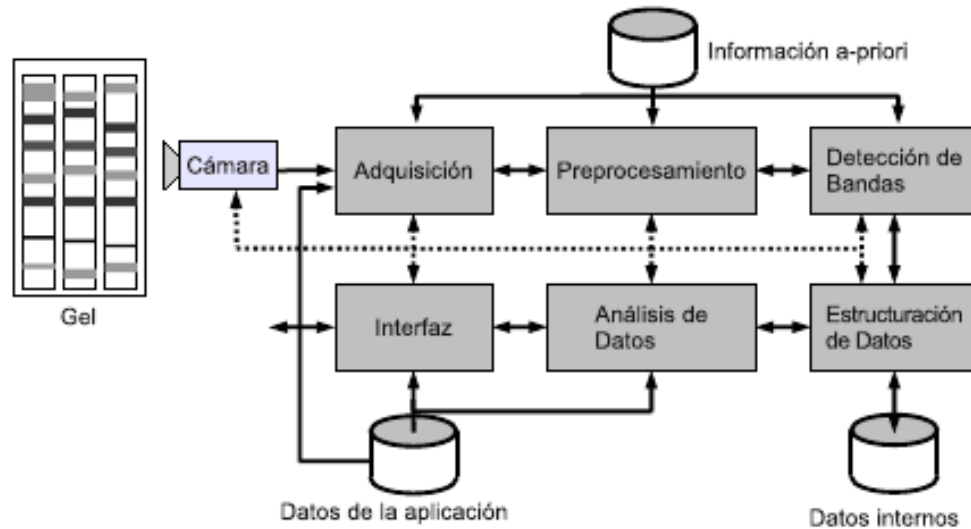 Información a-priori
Cámara
Adquisición
Preprocesamiento
Detección de
Bandas
Gel
Interfaz
Análisis de
Datos
Estructuración
de Datos
Datos de la aplicación
Datos internos